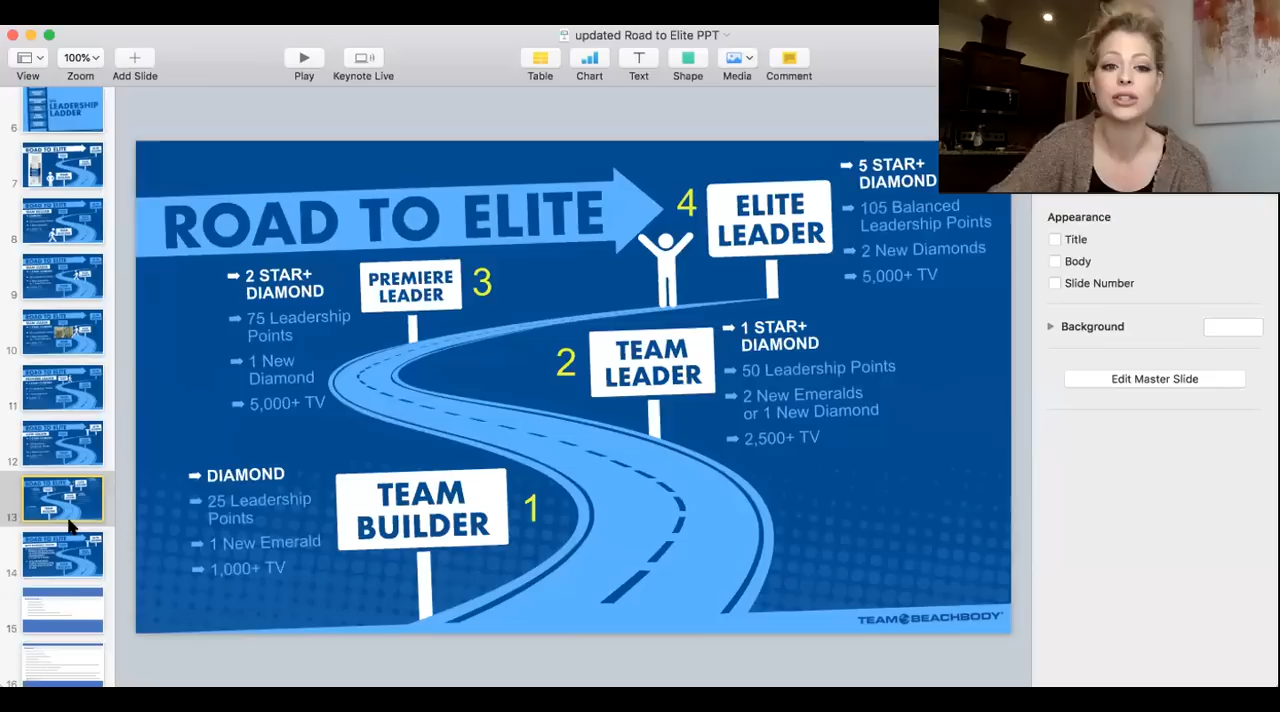 updated Road to Elite PPT
100%
View
Zoom
Add Slide
Play
Keynote Live
Table
Chart
Text
Shape
Media
Comment
LEADERSHIP
LADDER
6
ROAD TO ELITE
7
8
9
10
11
12
13
14
15
16
ROAD TO ELITE
4
ELITE
LEADER
5 STAR+
DIAMOND
105 Balanced
Leadership Points
2 New Diamonds
5,000+ TV
2 STAR+
DIAMOND
75 Leadership
Points
1 New
Diamond
5,000+ TV
PREMIERE
LEADER
3
2
TEAM
LEADER
1 STAR+
DIAMOND
50 Leadership Points
2 New Emeralds
or 1 New Diamond
2,500+ TV
DIAMOND
25 Leadership
Points
1 New Emerald
1,000+ TV
TEAM
BUILDER
1
TEAM BEACHBODY
Appearance
Title
Body
Slide Number
Background
Edit Master Slide